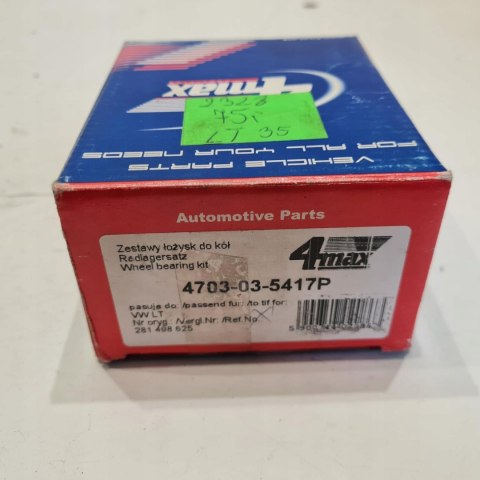 4max
2328
75,-
LT 35
VEHICLE PARTS
FOR ALL YOUR NEEDS
Automotive Parts
Zestawy łożysk do kół
Radlagersatz
Wheel bearing kit
4max
4703-03-5417P
pasuje do: /passend für: /to fit for:
VW LT
Nr oryg.: /Vergl.Nr: /Ref.No.
281 498 625